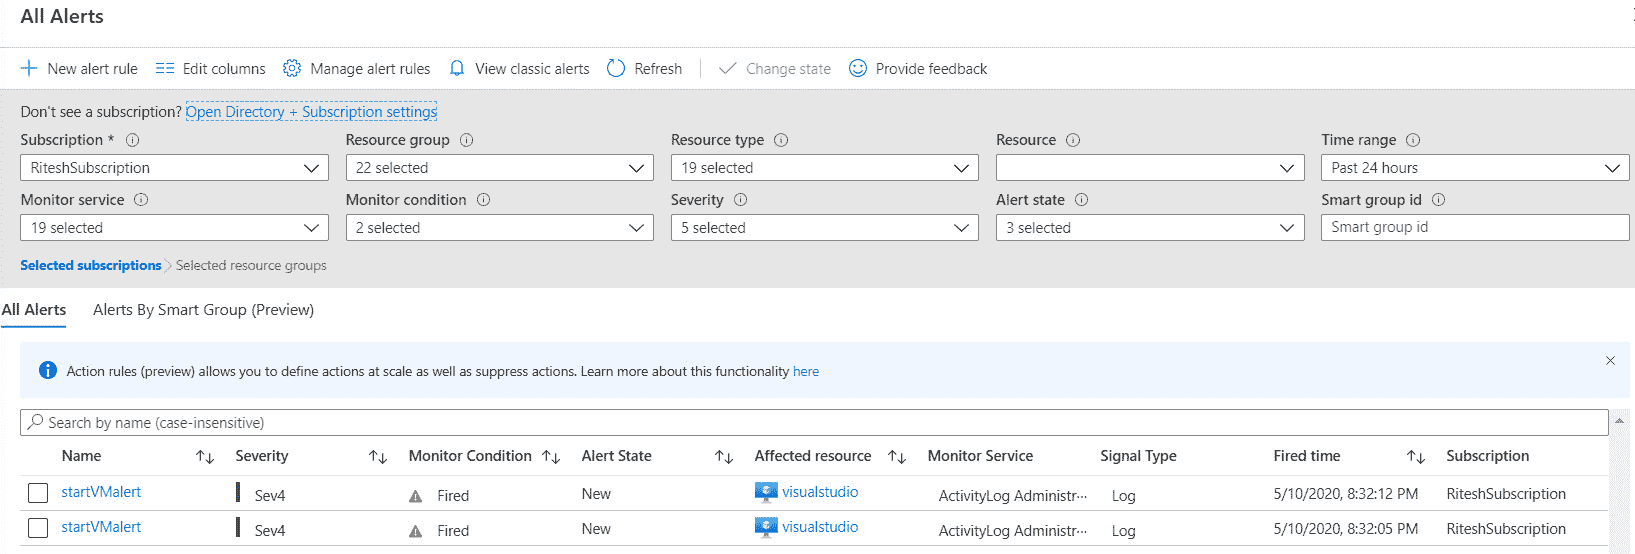 All Alerts
New alert rule Edit columns Manage alert rules View classic alerts Refresh Change state Provide feedback
Don't see a subscription? Open Directory + Subscription settings
Subscription * Resource group Resource type Resource Time range
RiteshSubscription 22 selected 19 selected Past 24 hours
Monitor service Monitor condition Severity Alert state Smart group id
19 selected 2 selected 5 selected 3 selected Smart group id
Selected subscriptions > Selected resource groups
All Alerts Alerts By Smart Group (Preview)
Action rules (preview) allows you to define actions at scale as well as suppress actions. Learn more about this functionality here
Search by name (case-insensitive)
Name Severity Monitor Condition Alert State Affected resource Monitor Service Signal Type Fired time Subscription
startVMalert Sev4 Fired New visualstudio ActivityLog Administr··· Log 5/10/2020, 8:32:12 PM RiteshSubscription
startVMalert Sev4 Fired New visualstudio ActivityLog Administr··· Log 5/10/2020, 8:32:05 PM RiteshSubscription